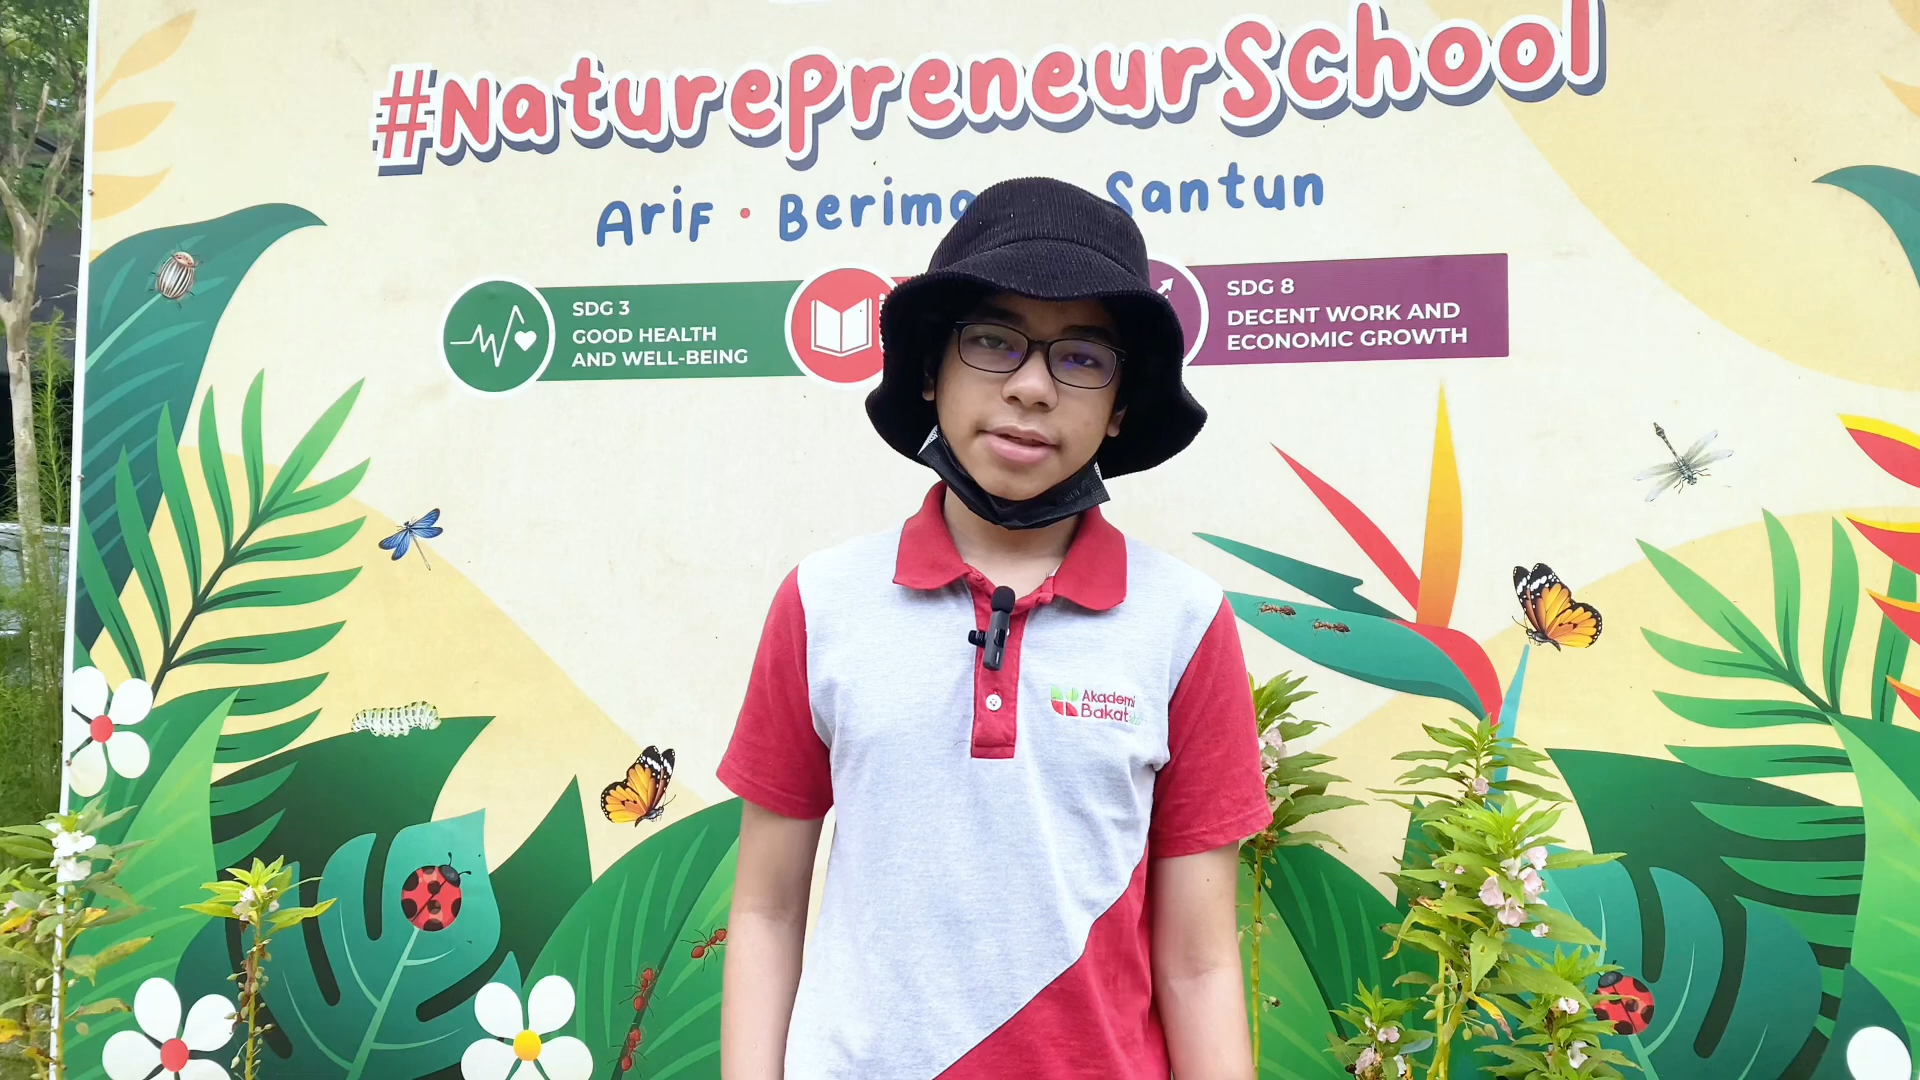 #NaturepreneurSchool
Arif • Santun
SDG 3
GOOD HEALTH
AND WELL-BEING
SDG 8
DECENT WORK AND
ECONOMIC GROWTH
Akademi
Bakat